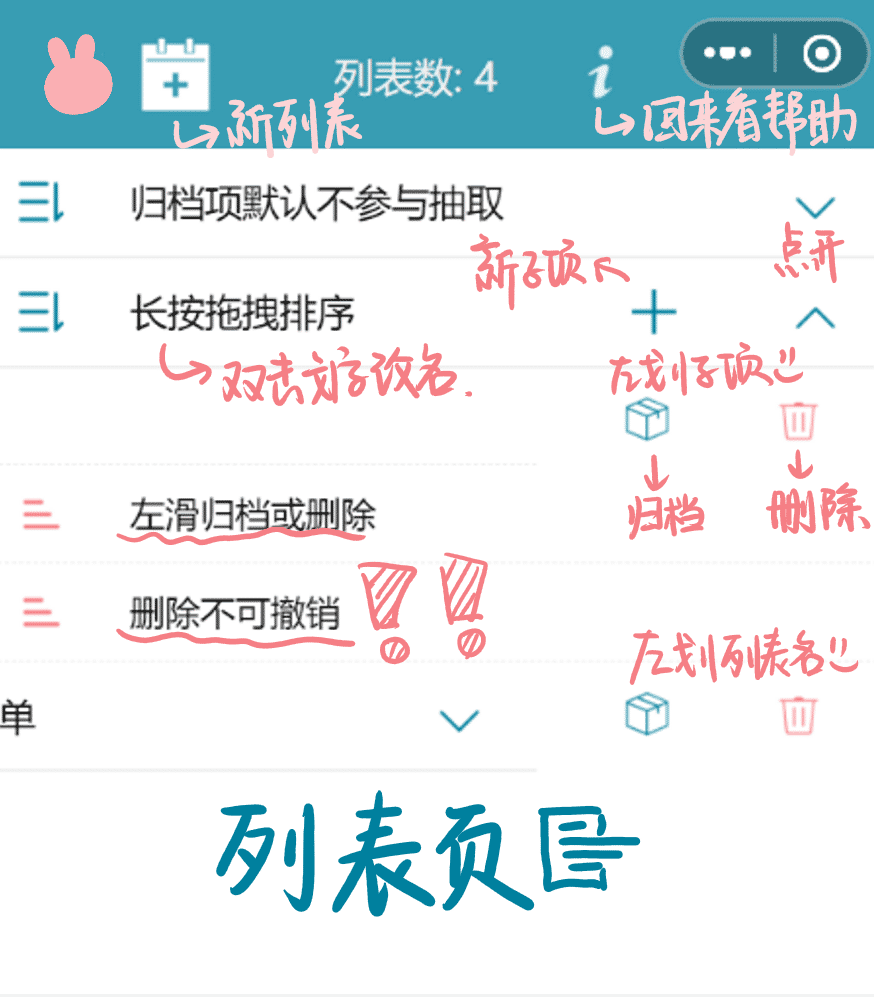 列表数: 4
新列表
回来看帮助
归档项默认不参与抽取
新子项
点开
长按拖拽排序
双击列字改名.
左划子项
归档
删除
左滑归档或删除
删除不可撤销!!
左划列表名
单
列表页